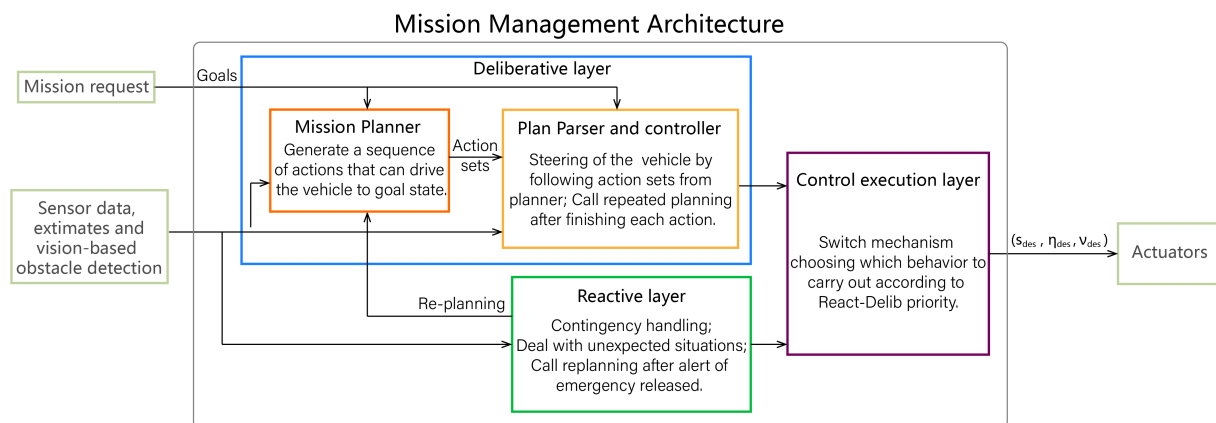 Mission Management Architecture
Mission request
Goals
Deliberative layer
Mission Planner
Generate a sequence
of actions that can drive
the vehicle to goal state.
Action
sets
Plan Parser and controller
Steering of the vehicle by
following action sets from
planner; Call repeated planning
after finishing each action.
Sensor data,
extimates and
vision-based
obstacle detection
Control execution layer
Switch mechanism
choosing which behavior to
carry out according to
React-Delib priority.
(s_des , η_des, ν_des )
Actuators
Re-planning
Reactive layer
Contingency handling;
Deal with unexpected situations;
Call replanning after alert of
emergency released.